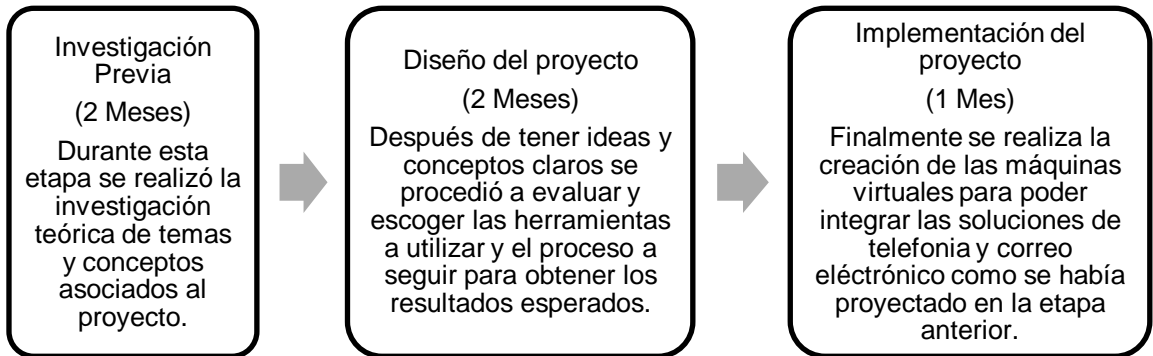 Investigación
Previa
(2 Meses)
Durante esta
etapa se realizó la
investigación
teórica de temas
y conceptos
asociados al
proyecto.
Diseño del proyecto
(2 Meses)
Después de tener ideas y
conceptos claros se
procedió a evaluar y
escoger las herramientas
a utilizar y el proceso a
seguir para obtener los
resultados esperados.
Implementación del
proyecto
(1 Mes)
Finalmente se realiza la
creación de las máquinas
virtuales para poder
integrar las soluciones de
telefonia y correo
eléctrónico como se había
proyectado en la etapa
anterior.